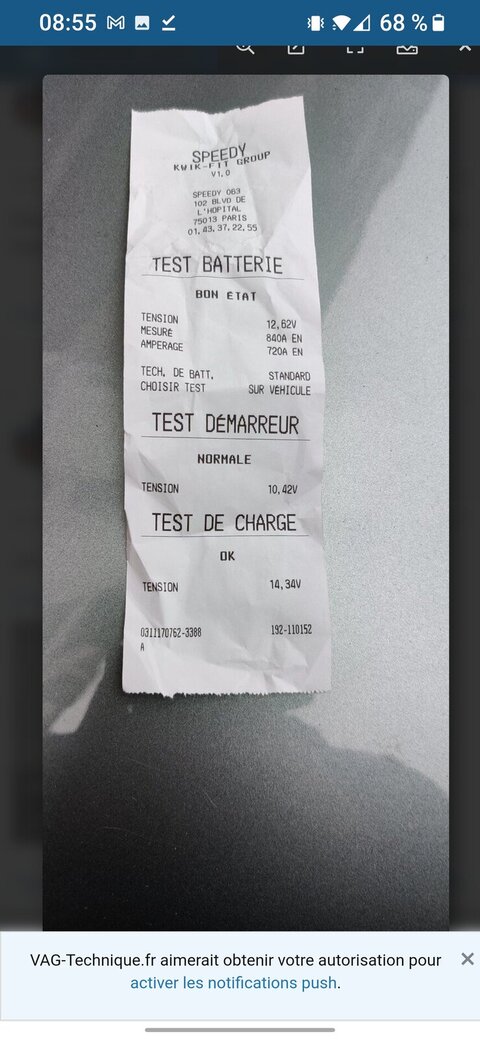 08:55
68 %
SPEEDY
KWIK-FIT GROUP
V1.0
SPEEDY 063
102 BLVD DE
L'HOPITAL
75013 PARIS
01.43.37.22.55
TEST BATTERIE
BON ÉTAT
TENSION 12,62V
MESURÉ 840A EN
AMPERAGE 720A EN
TECH. DE BATT. STANDARD
CHOISIR TEST SUR VÉHICULE
TEST DÉMARREUR
NORMALE
TENSION 10,42V
TEST DE CHARGE
OK
TENSION 14,34V
0311170762-3388 192-110152
A
VAG-Technique.fr aimerait obtenir votre autorisation pour
activer les notifications push.